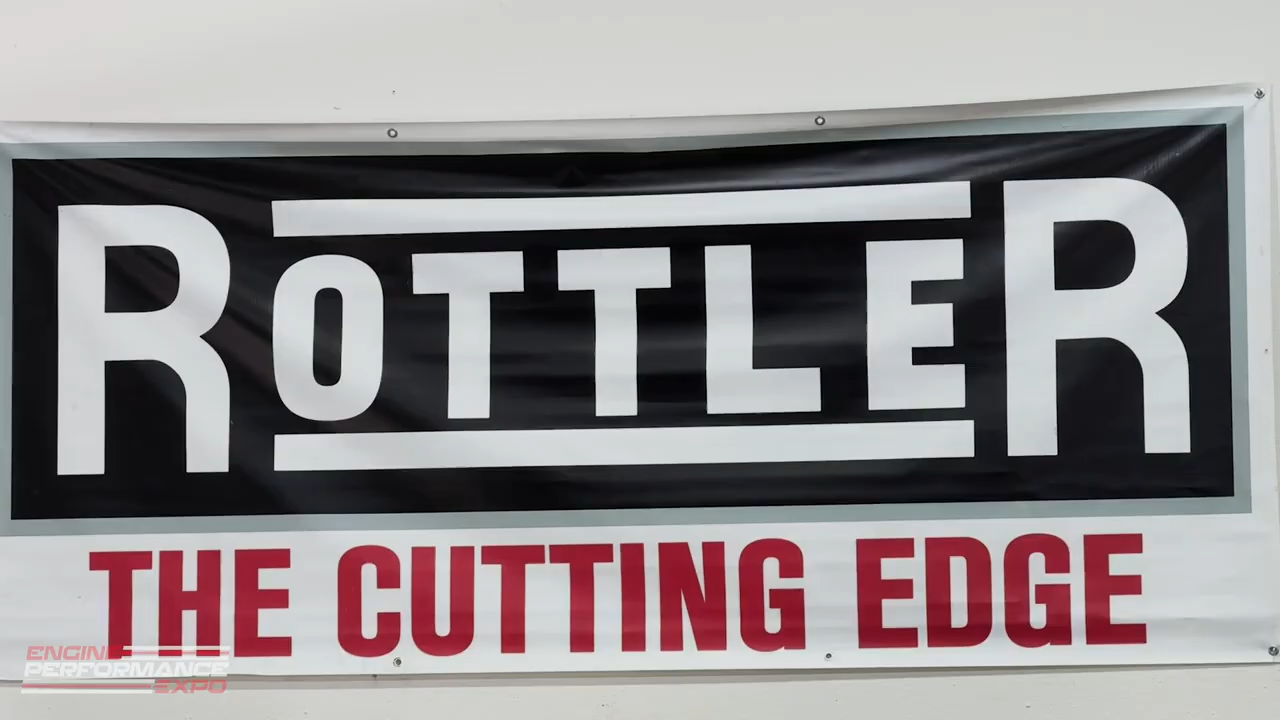 ROTTLER
THE CUTTING EDGE
ENGINE
PERFORMANCE
EXPO